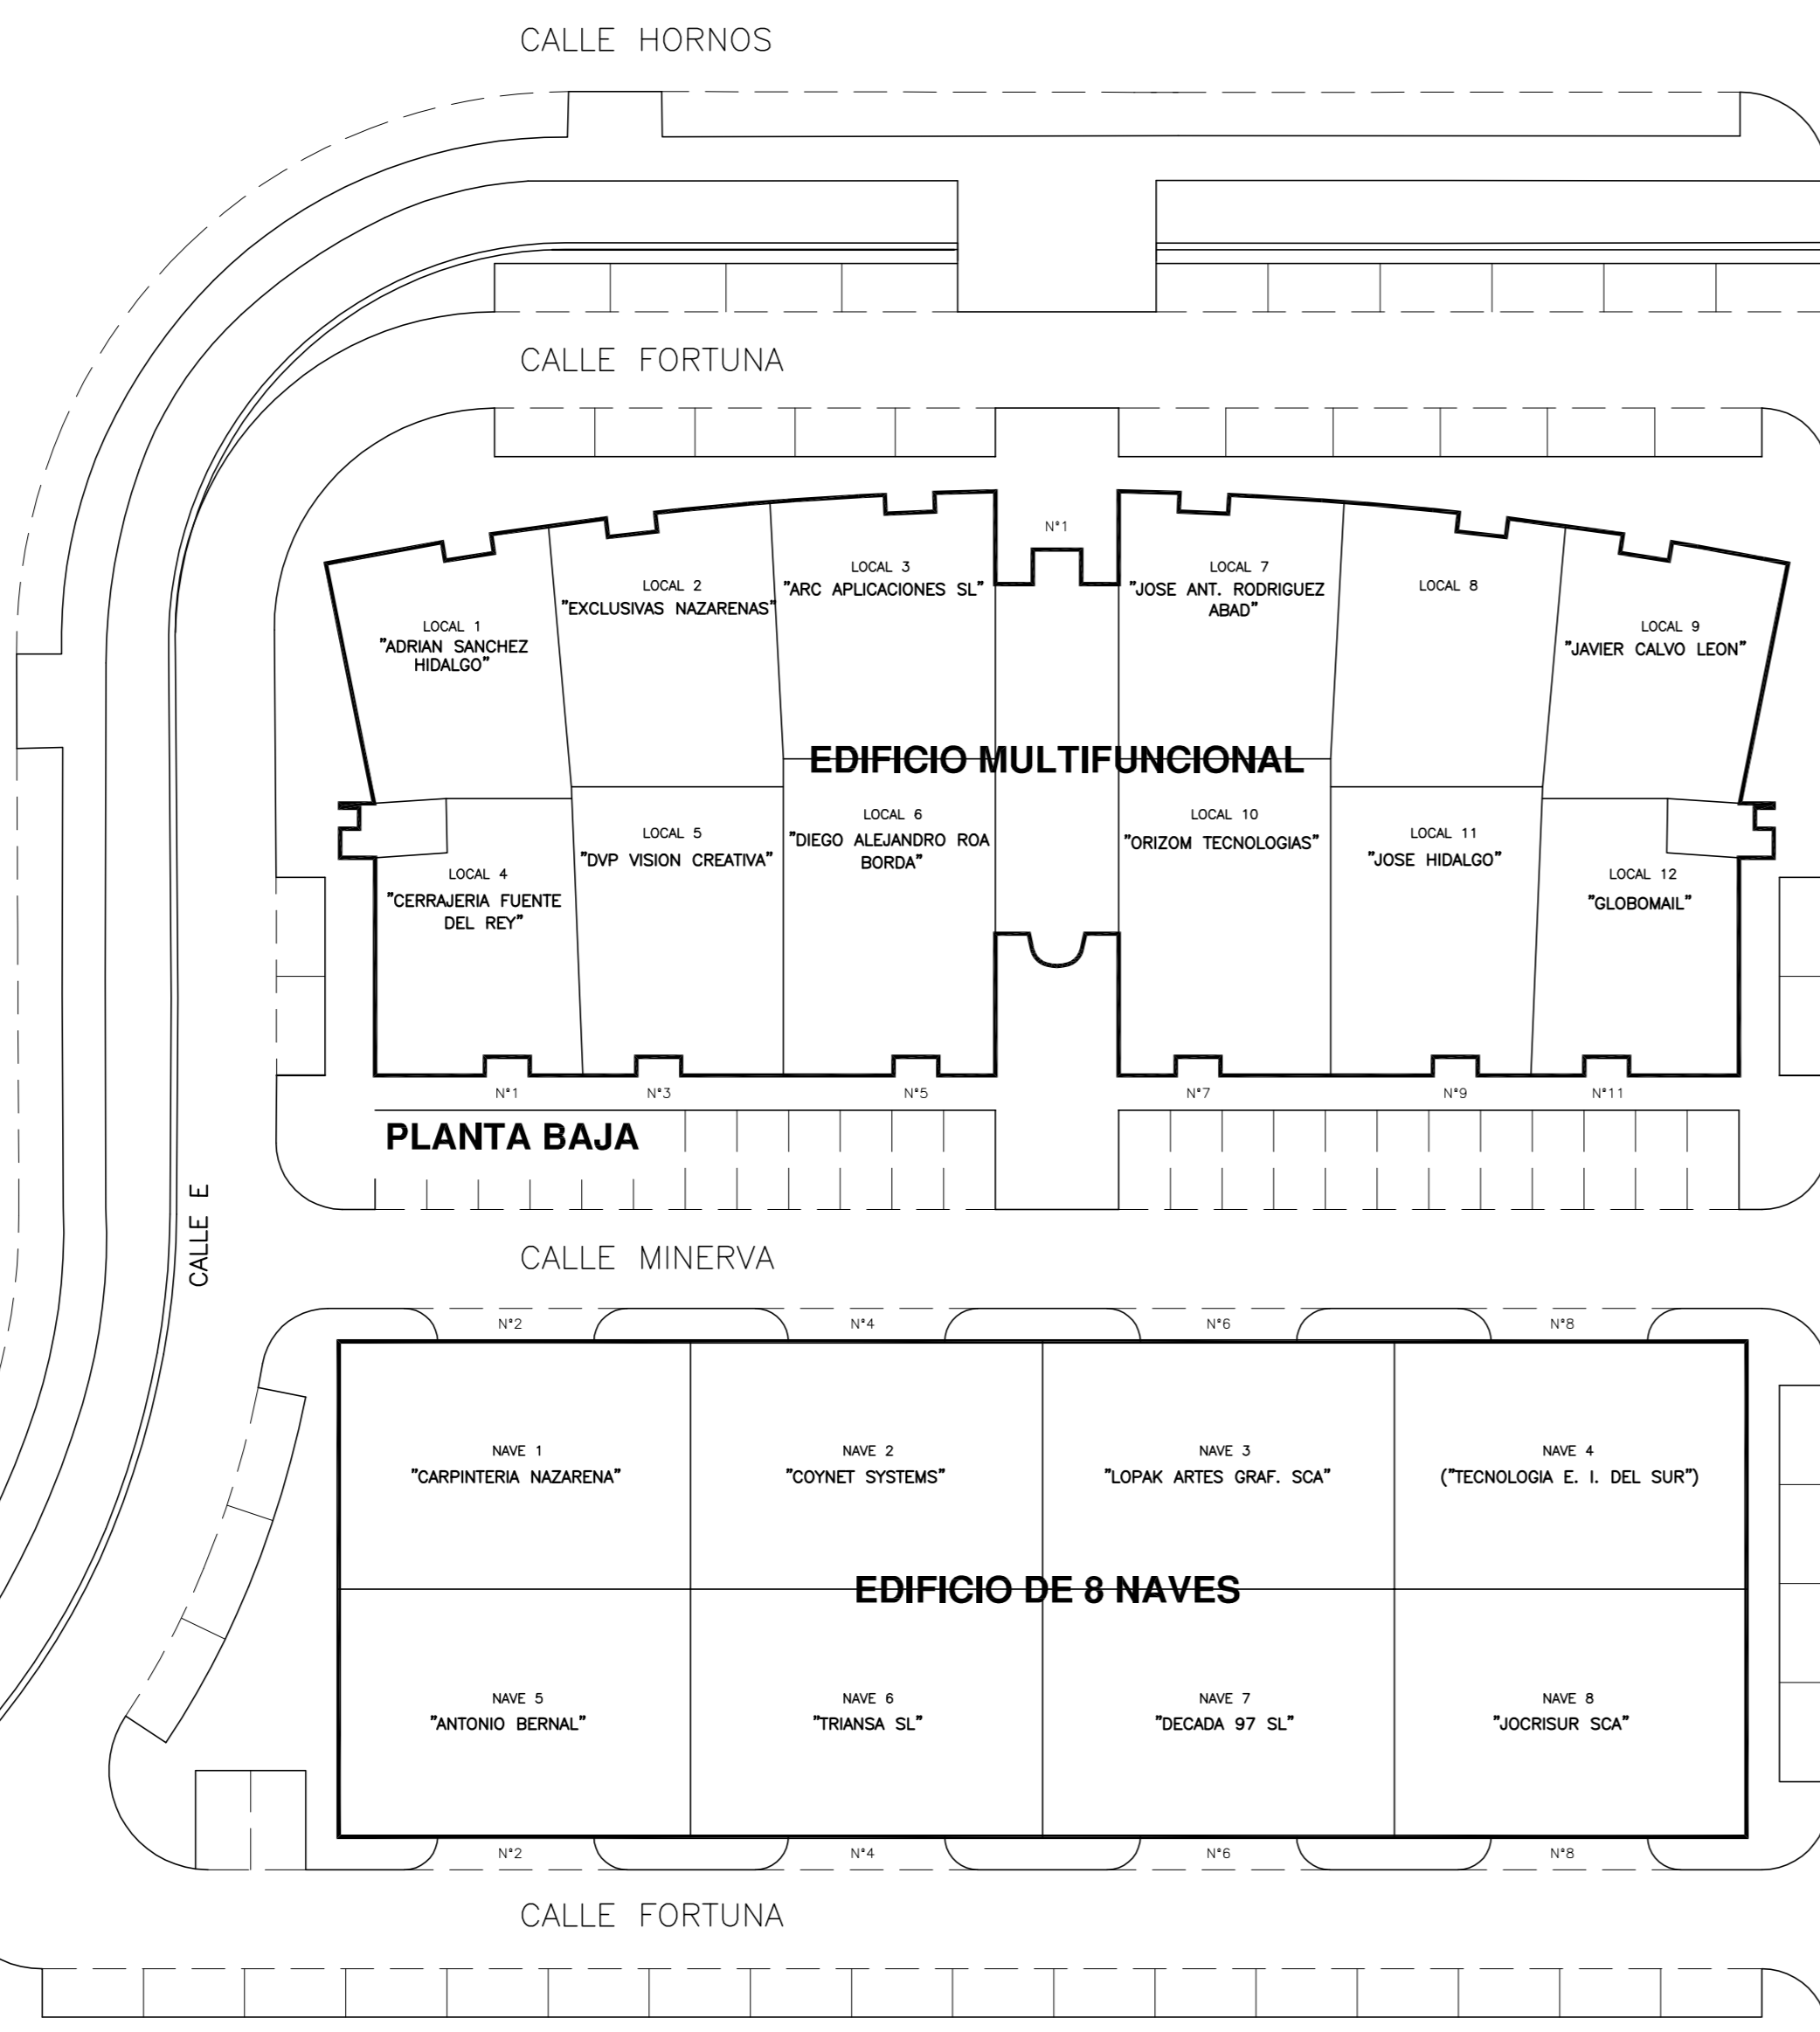 CALLE HORNOS
CALLE FORTUNA
N°1
LOCAL 1
"ADRIAN SANCHEZ
HIDALGO"
LOCAL 2
"EXCLUSIVAS NAZARENAS"
LOCAL 3
"ARC APLICACIONES SL"
LOCAL 7
"JOSE ANT. RODRIGUEZ
ABAD"
LOCAL 8
LOCAL 9
"JAVIER CALVO LEON"
EDIFICIO MULTIFUNCIONAL
LOCAL 4
"CERRAJERIA FUENTE
DEL REY"
LOCAL 5
"DVP VISION CREATIVA"
LOCAL 6
"DIEGO ALEJANDRO ROA
BORDA"
LOCAL 10
"ORIZOM TECNOLOGIAS"
LOCAL 11
"JOSE HIDALGO"
LOCAL 12
"GLOBOMAIL"
N°1
N°3
N°5
N°7
N°9
N°11
PLANTA BAJA
CALLE E
CALLE MINERVA
N°2
N°4
N°6
N°8
NAVE 1
"CARPINTERIA NAZARENA"
NAVE 2
"COYNET SYSTEMS"
NAVE 3
"LOPAK ARTES GRAF. SCA"
NAVE 4
("TECNOLOGIA E. I. DEL SUR")
EDIFICIO DE 8 NAVES
NAVE 5
"ANTONIO BERNAL"
NAVE 6
"TRIANSA SL"
NAVE 7
"DECADA 97 SL"
NAVE 8
"JOCRISUR SCA"
N°2
N°4
N°6
N°8
CALLE FORTUNA